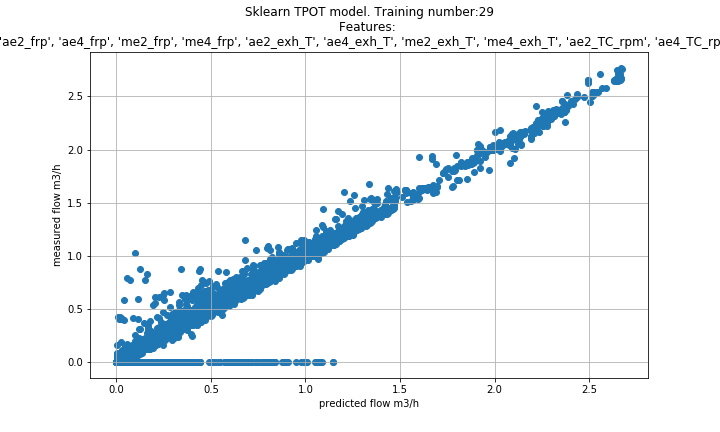 Sklearn TPOT model. Training number:29
Features:
'ae2_frp', 'ae4_frp', 'me2_frp', 'me4_frp', 'ae2_exh_T', 'ae4_exh_T', 'me2_exh_T', 'me4_exh_T', 'ae2_TC_rpm', 'ae4_TC_rp
2.5
2.0
1.5
1.0
0.5
0.0
measured flow m3/h
0.0 0.5 1.0 1.5 2.0 2.5
predicted flow m3/h